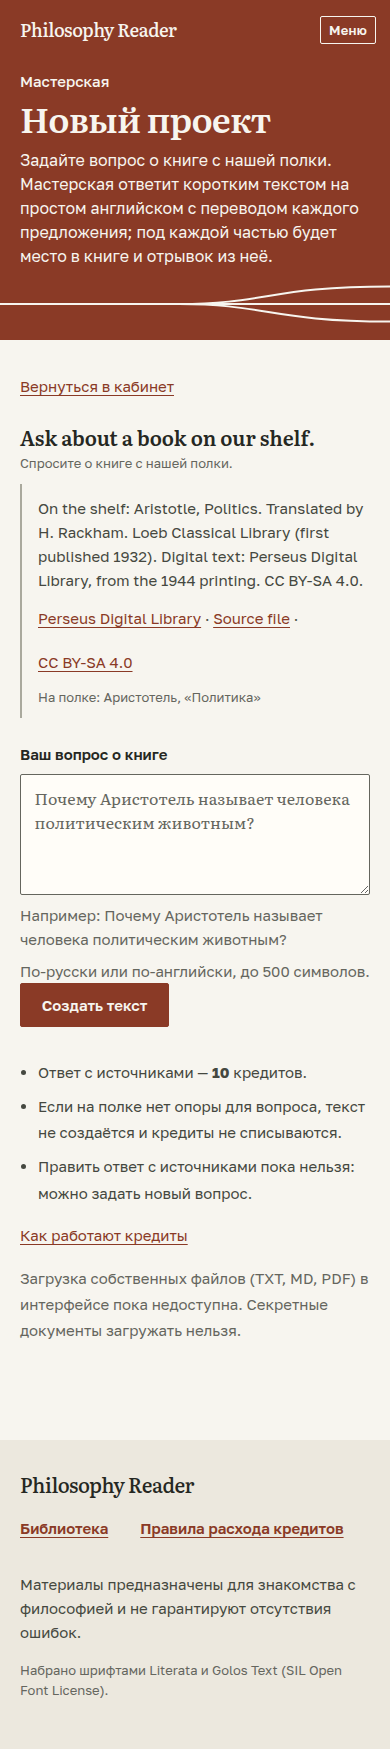 Philosophy Reader
Меню
Мастерская
Новый проект
Задайте вопрос о книге с нашей полки.
Мастерская ответит коротким текстом на
простом английском с переводом каждого
предложения; под каждой частью будет
место в книге и отрывок из неё.
Вернуться в кабинет
Ask about a book on our shelf.
Спросите о книге с нашей полки.
On the shelf: Aristotle, Politics. Translated by
H. Rackham. Loeb Classical Library (first
published 1932). Digital text: Perseus Digital
Library, from the 1944 printing. CC BY-SA 4.0.
Perseus Digital Library · Source file ·
CC BY-SA 4.0
На полке: Аристотель, «Политика»
Ваш вопрос о книге
Почему Аристотель называет человека
политическим животным?
Например: Почему Аристотель называет
человека политическим животным?
По-русски или по-английски, до 500 символов.
Создать текст
• Ответ с источниками — 10 кредитов.
• Если на полке нет опоры для вопроса, текст
не создаётся и кредиты не списываются.
• Править ответ с источниками пока нельзя:
можно задать новый вопрос.
Как работают кредиты
Загрузка собственных файлов (TXT, MD, PDF) в
интерфейсе пока недоступна. Секретные
документы загружать нельзя.
Philosophy Reader
Библиотека Правила расхода кредитов
Материалы предназначены для знакомства с
философией и не гарантируют отсутствия
ошибок.
Набрано шрифтами Literata и Golos Text (SIL Open
Font License).